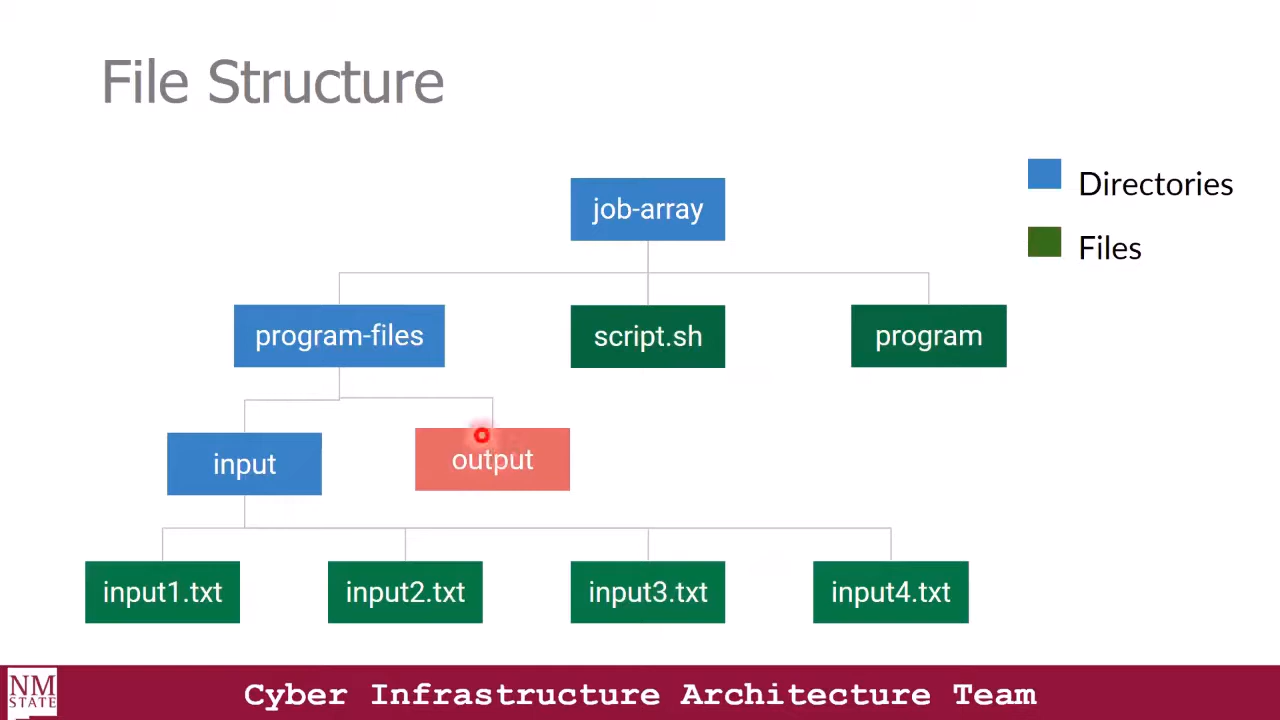 File Structure
Directories
Files
job-array
program-files
script.sh
program
input
output
input1.txt
input2.txt
input3.txt
input4.txt
NM
STATE
Cyber Infrastructure Architecture Team